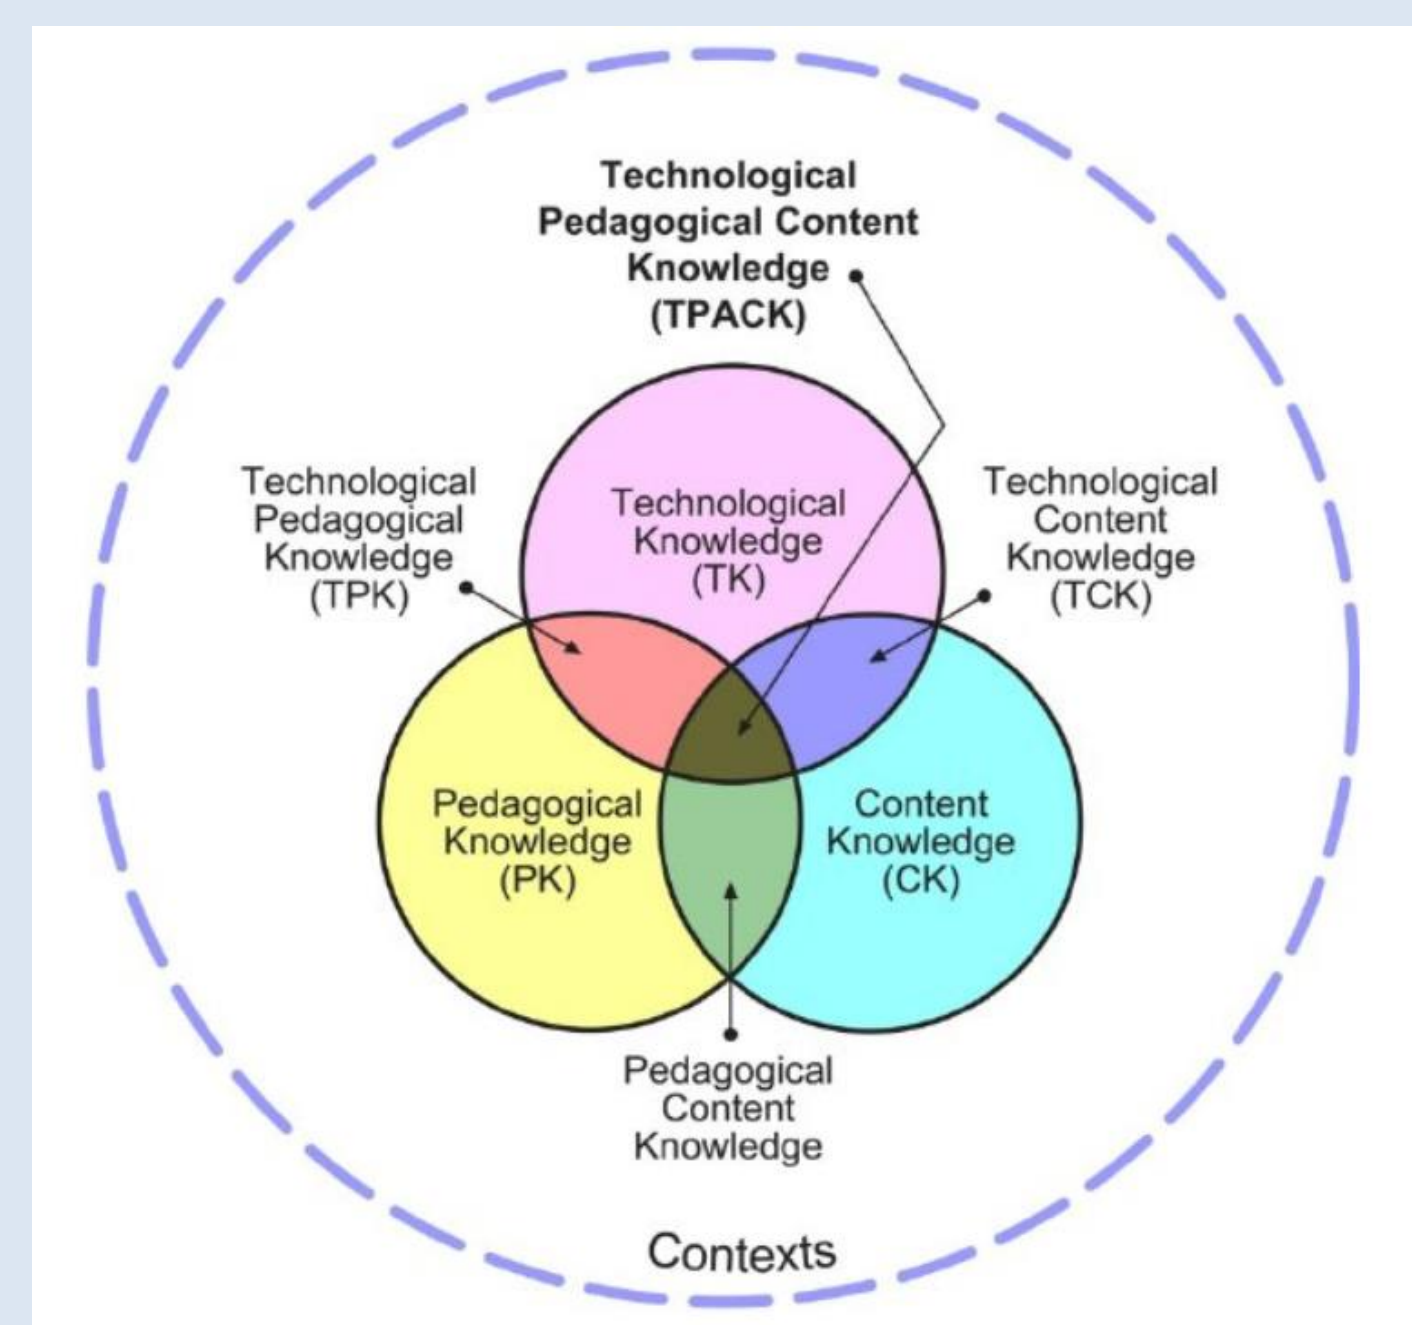 Technological
Pedagogical Content
Knowledge
(TPACK)
Technological
Pedagogical
Knowledge
(TPK)
Technological
Knowledge
(TK)
Technological
Content
Knowledge
(TCK)
Pedagogical
Knowledge
(PK)
Content
Knowledge
(CK)
Pedagogical
Content
Knowledge
Contexts